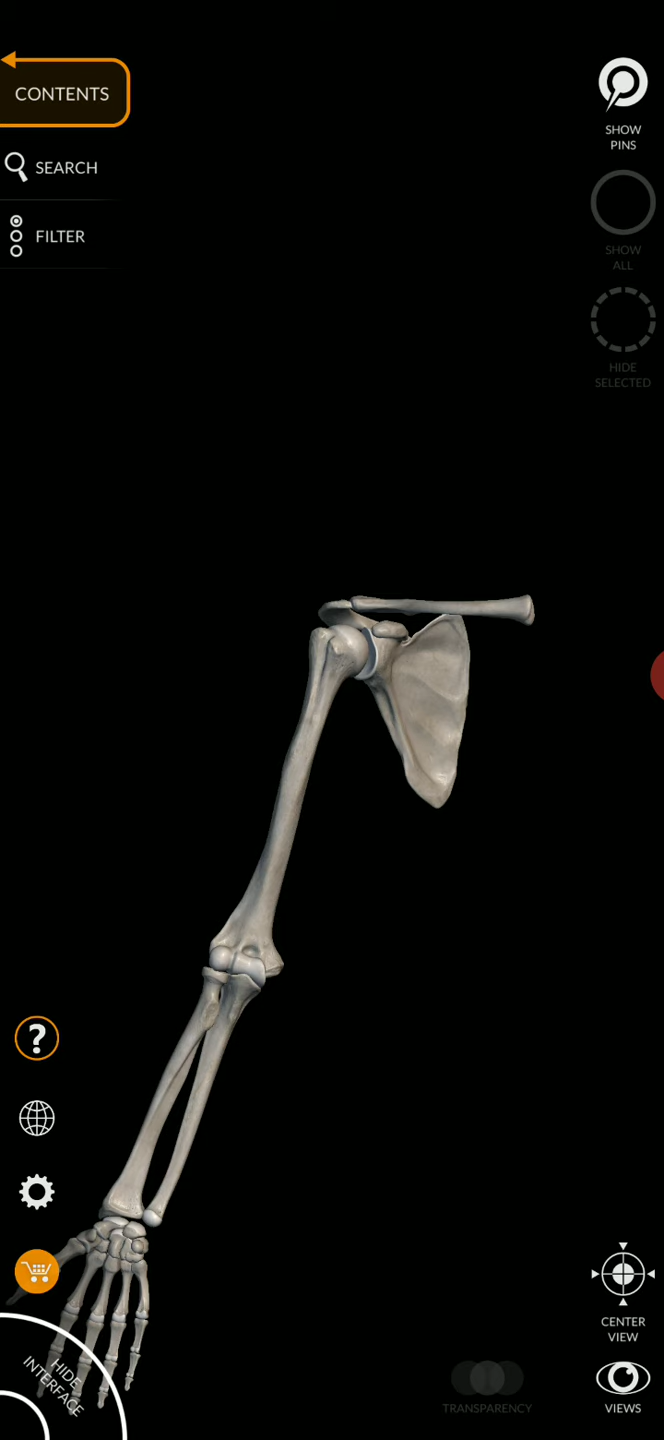 CONTENTS
SEARCH
FILTER
SHOW
PINS
SHOW
ALL
HIDE
SELECTED
?
CENTER
VIEW
HIDE
INTERFACE
TRANSPARENCY
VIEWS